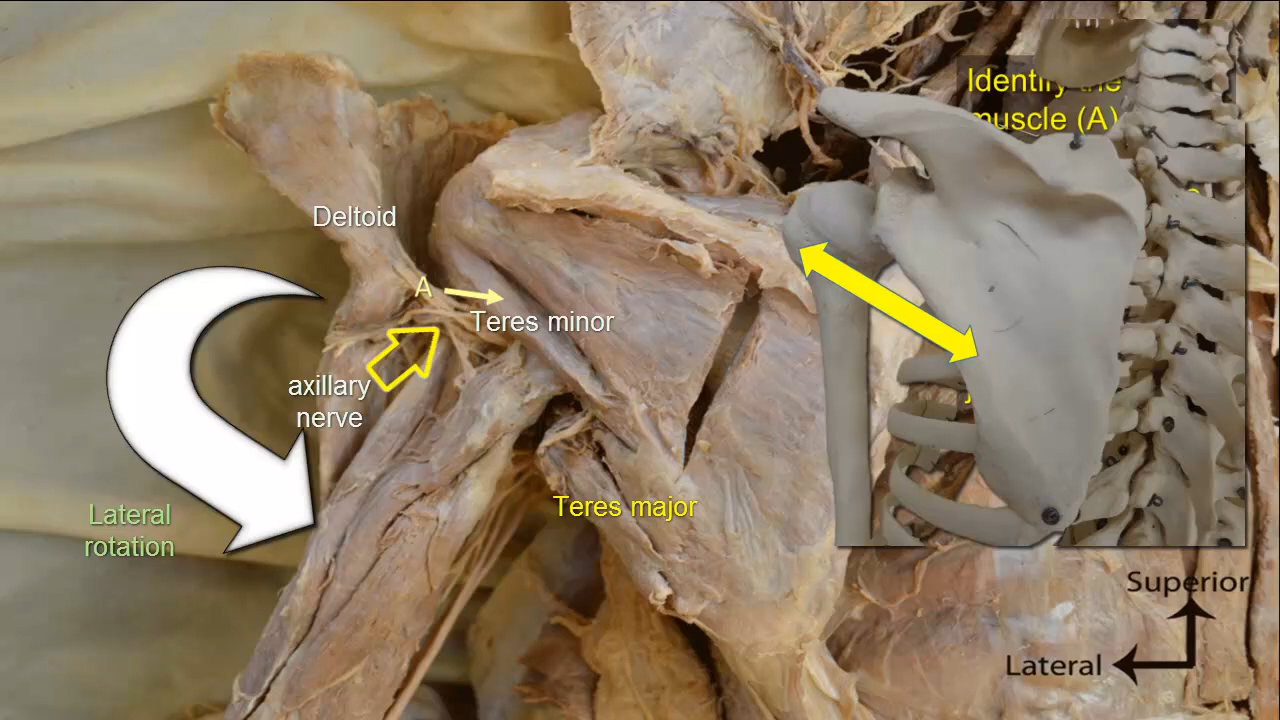 Identify the
muscle (A)
Deltoid
A
Teres minor
axillary
nerve
Teres major
Lateral
rotation
Superior
Lateral